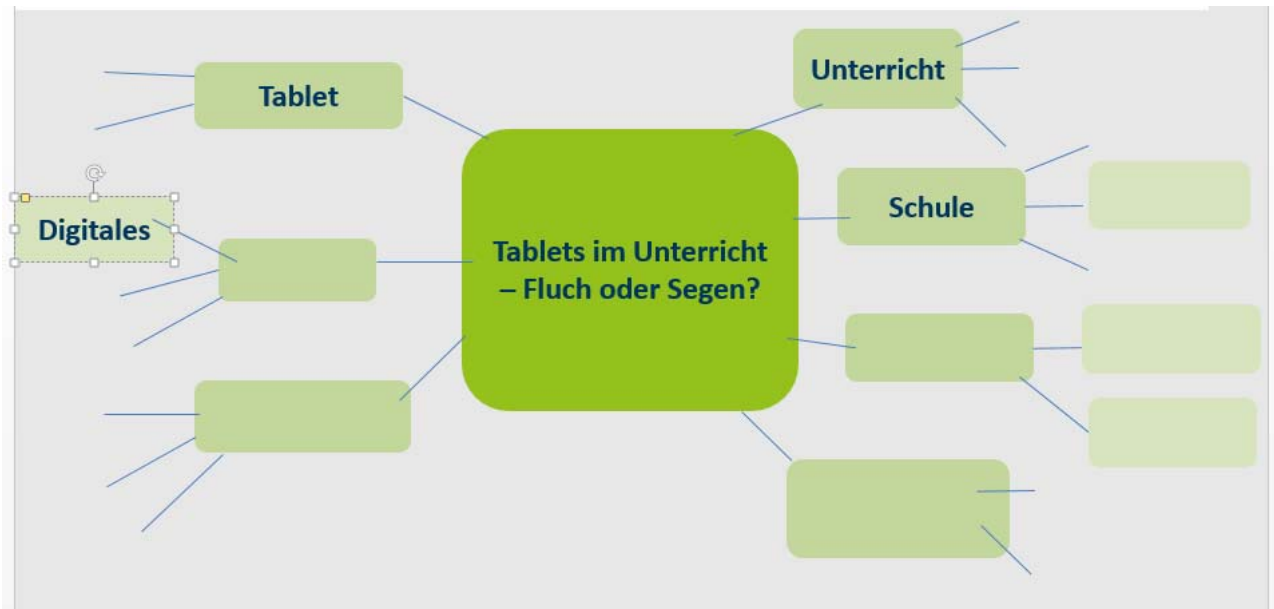 Tablet
Unterricht
Digitales
Schule
Tablets im Unterricht
– Fluch oder Segen?